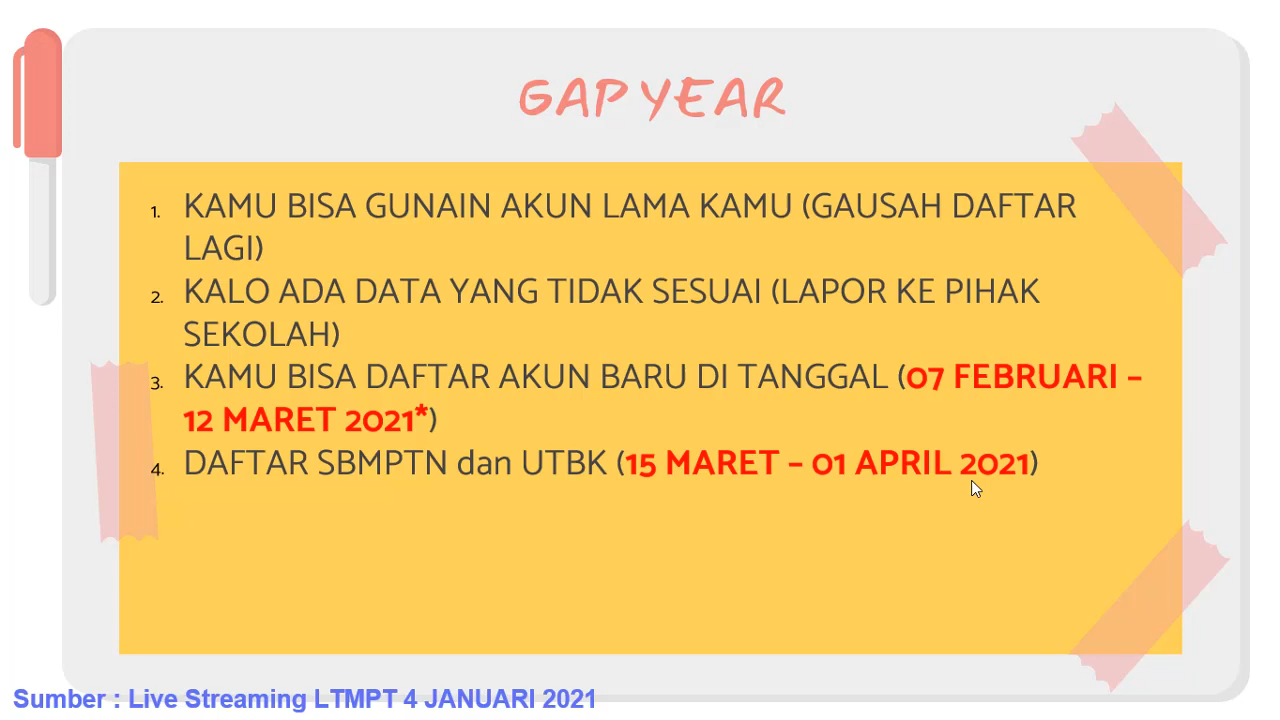 GAP YEAR
1. KAMU BISA GUNAIN AKUN LAMA KAMU (GAUSAH DAFTAR
LAGI)
2. KALO ADA DATA YANG TIDAK SESUAI (LAPOR KE PIHAK
SEKOLAH)
3. KAMU BISA DAFTAR AKUN BARU DI TANGGAL (07 FEBRUARI –
12 MARET 2021*)
4. DAFTAR SBMPTN dan UTBK (15 MARET – 01 APRIL 2021)
Sumber : Live Streaming LTMPT 4 JANUARI 2021